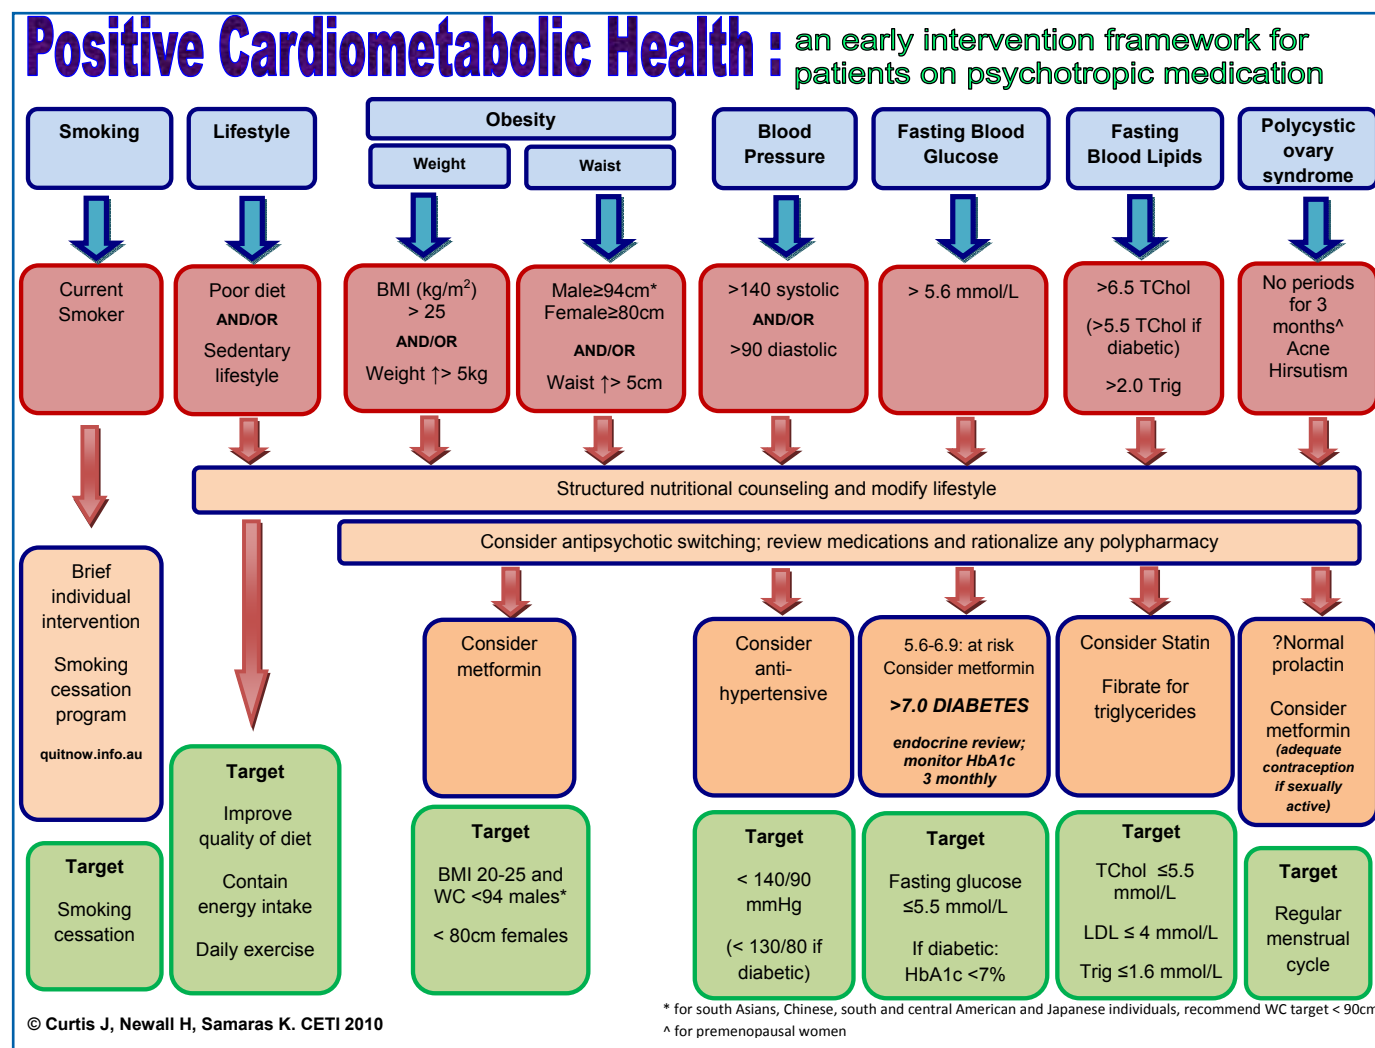 Positive Cardiometabolic Health :
an early intervention framework for
patients on psychotropic medication
Smoking
Lifestyle
Obesity
Weight
Waist
Blood
Pressure
Fasting Blood
Glucose
Fasting
Blood Lipids
Polycystic
ovary
syndrome
Current
Smoker
Poor diet
AND/OR
Sedentary
lifestyle
BMI (kg/m²)
> 25
AND/OR
Weight ↑> 5kg
Male≥94cm*
Female≥80cm
AND/OR
Waist ↑> 5cm
>140 systolic
AND/OR
>90 diastolic
> 5.6 mmol/L
>6.5 TChol
(>5.5 TChol if
diabetic)
>2.0 Trig
No periods
for 3
months^
Acne
Hirsutism
Structured nutritional counseling and modify lifestyle
Consider antipsychotic switching; review medications and rationalize any polypharmacy
Brief
individual
intervention
Smoking
cessation
program
quitnow.info.au
Consider
metformin
Consider
anti-
hypertensive
5.6-6.9: at risk
Consider metformin
>7.0 DIABETES
endocrine review;
monitor HbA1c
3 monthly
Consider Statin
Fibrate for
triglycerides
?Normal
prolactin
Consider
metformin
(adequate
contraception
if sexually
active)
Target
Smoking
cessation
Target
Improve
quality of diet
Contain
energy intake
Daily exercise
Target
BMI 20-25 and
WC <94 males*
< 80cm females
Target
< 140/90
mmHg
(< 130/80 if
diabetic)
Target
Fasting glucose
≤5.5 mmol/L
If diabetic:
HbA1c <7%
Target
TChol ≤5.5
mmol/L
LDL ≤ 4 mmol/L
Trig ≤1.6 mmol/L
Target
Regular
menstrual
cycle
© Curtis J, Newall H, Samaras K. CETI 2010
* for south Asians, Chinese, south and central American and Japanese individuals, recommend WC target < 90cm
^ for premenopausal women